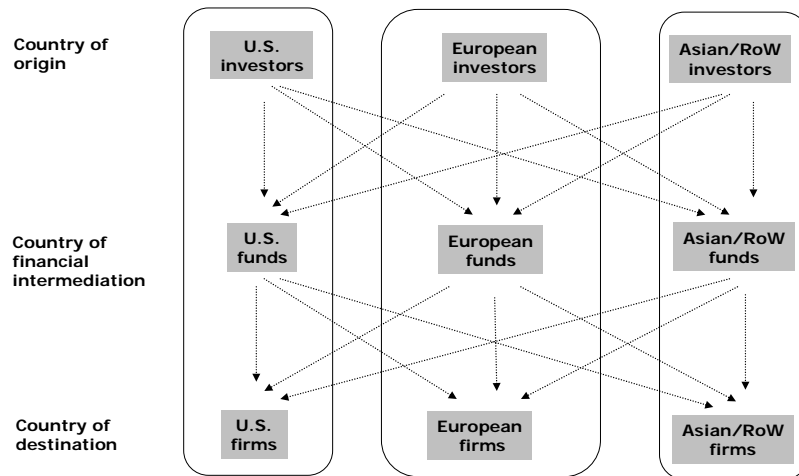 Country of
origin
U.S.
investors
European
investors
Asian/RoW
investors
Country of
financial
intermediation
U.S.
funds
European
funds
Asian/RoW
funds
Country of
destination
U.S.
firms
European
firms
Asian/RoW
firms